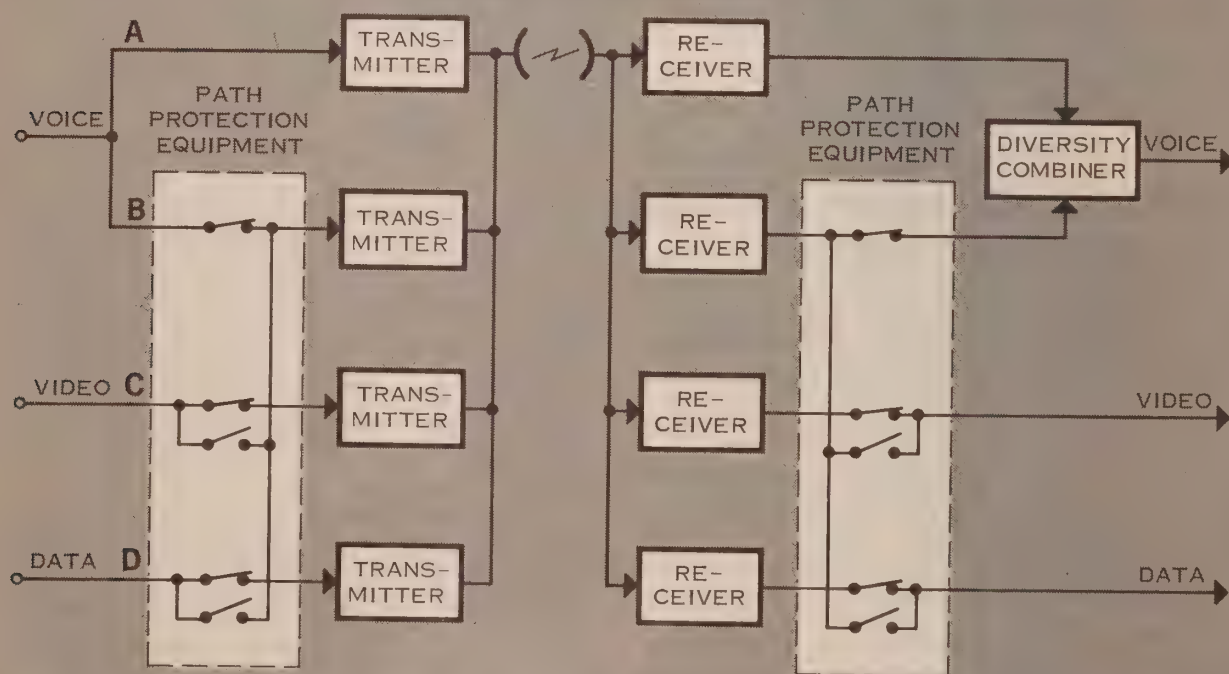 A
TRANS-
MITTER
RE-
CEIVER
PATH
PROTECTION
EQUIPMENT
VOICE
PATH
PROTECTION
EQUIPMENT
DIVERSITY
COMBINER
VOICE
B
TRANS-
MITTER
RE-
CEIVER
VIDEO C
TRANS-
MITTER
RE-
CEIVER
VIDEO
DATA D
TRANS-
MITTER
RE-
CEIVER
DATA